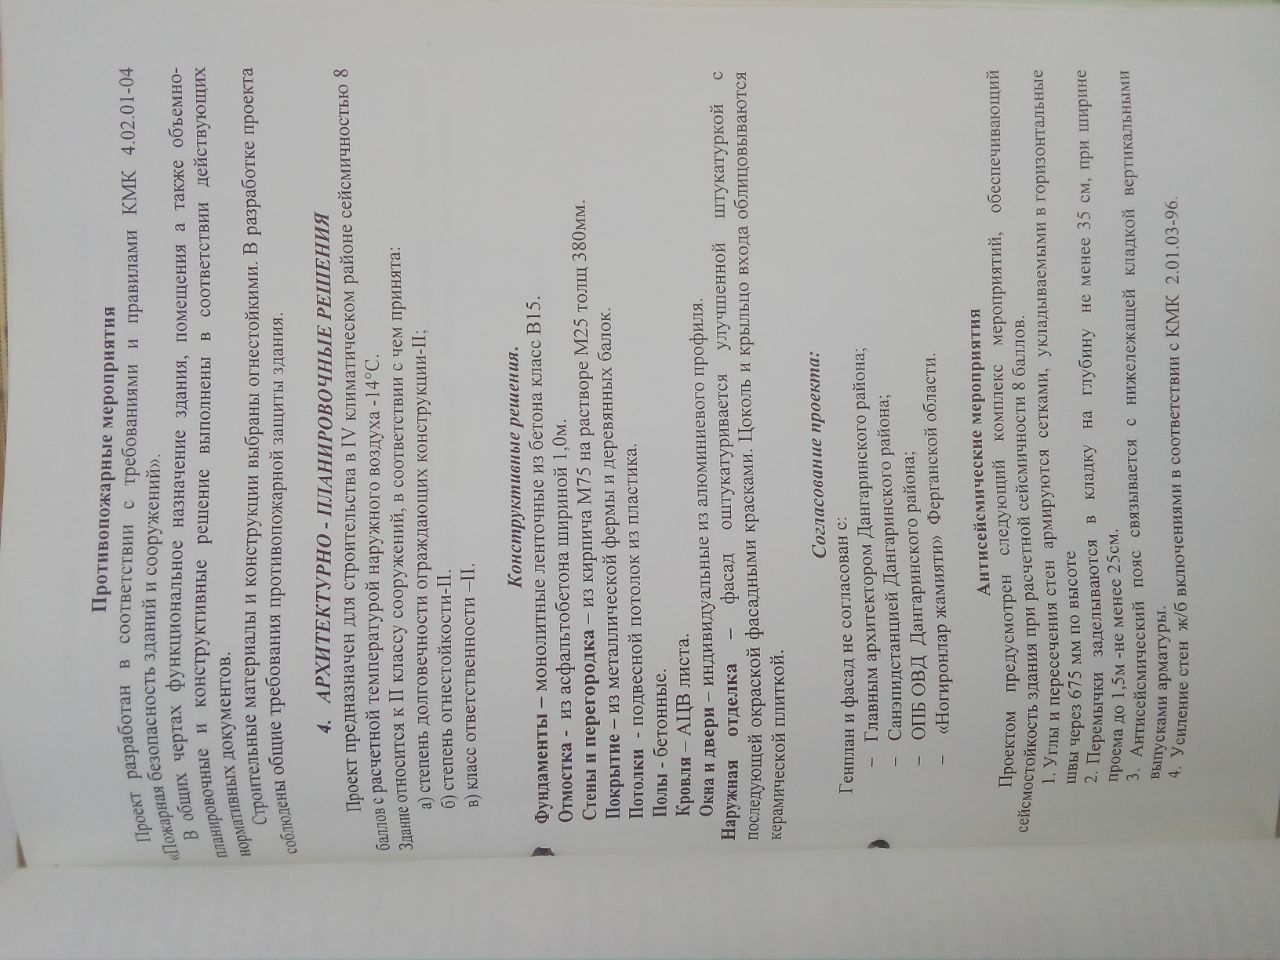 Противопожарные мероприятия
Проект разработан в соответствии с требованиями и правилами КМК 4.02.01-04
«Пожарная безопасность зданий и сооружений».
В общих чертах функциональное назначение здания, помещения а также объемно-
планировочные и конструктивные решение выполнены в соответствии действующих
нормативных документов.
Строительные материалы и конструкции выбраны огнестойкими. В разработке проекта
соблюдены общие требования противопожарной защиты здания.
4. АРХИТЕКТУРНО - ПЛАНИРОВОЧНЫЕ РЕШЕНИЯ
Проект предназначен для строительства в IV климатическом районе сейсмичностью 8
баллов с расчетной температурой наружного воздуха -14°С.
Здание относится к II классу сооружений, в соответствии с чем принята:
а) степень долговечности ограждающих конструкции-II;
б) степень огнестойкости-II.
в) класс ответственности –II.
Конструктивные решения.
Фундаменты – монолитные ленточные из бетона класс В15.
Отмостка - из асфальтобетона шириной 1,0м.
Стены и перегородка – из кирпича М75 на растворе М25 толщ 380мм.
Покрытие – из металлической фермы и деревянных балок.
Потолки - подвесной потолок из пластика.
Полы - бетонные.
Кровля – АЦВ листа.
Окна и двери – индивидуальные из алюминиевого профиля.
Наружная отделка – фасад оштукатуривается улучшенной штукатуркой с
последующей окраской фасадными красками. Цоколь и крыльцо входа облицовываются
керамической плиткой.
Согласование проекта:
Генплан и фасад не согласован с:
– Главным архитектором Дангаринского района;
– Санэпидстанцией Дангаринского района;
– ОПБ ОВД Дангаринского района;
– «Ногиронлар жамияти» Ферганской области.
Антисейсмические мероприятия
Проектом предусмотрен следующий комплекс мероприятий, обеспечивающий
сейсмостойкость здания при расчетной сейсмичности 8 баллов.
1. Углы и пересечения стен армируются сетками, укладываемыми в горизонтальные
швы через 675 мм по высоте
2. Перемычки заделываются в кладку на глубину не менее 35 см, при ширине
проема до 1,5м -не менее 25см.
3. Антисейсмический пояс связывается с нижележащей кладкой вертикальными
выпусками арматуры.
4. Усиление стен ж/б включениями в соответствии с КМК 2.01.03-96.